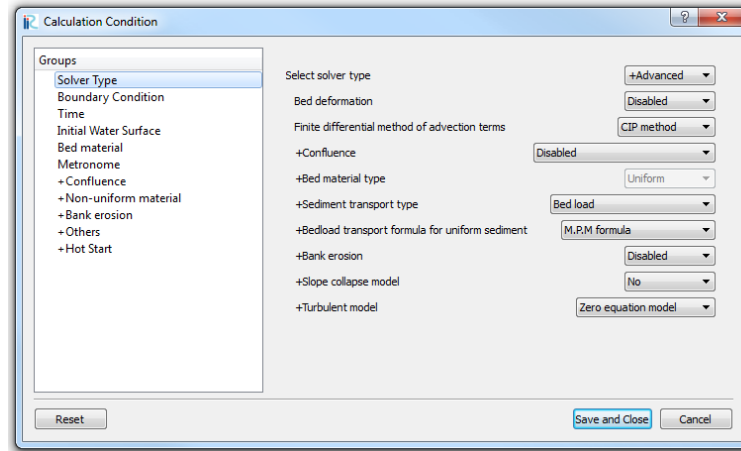 Calculation Condition
Groups
Solver Type
Boundary Condition
Time
Initial Water Surface
Bed material
Metronome
+Confluence
+Non-uniform material
+Bank erosion
+Others
+Hot Start
Select solver type +Advanced
Bed deformation Disabled
Finite differential method of advection terms CIP method
+Confluence Disabled
+Bed material type Uniform
+Sediment transport type Bed load
+Bedload transport formula for uniform sediment M.P.M formula
+Bank erosion Disabled
+Slope collapse model No
+Turbulent model Zero equation model
Reset Save and Close Cancel